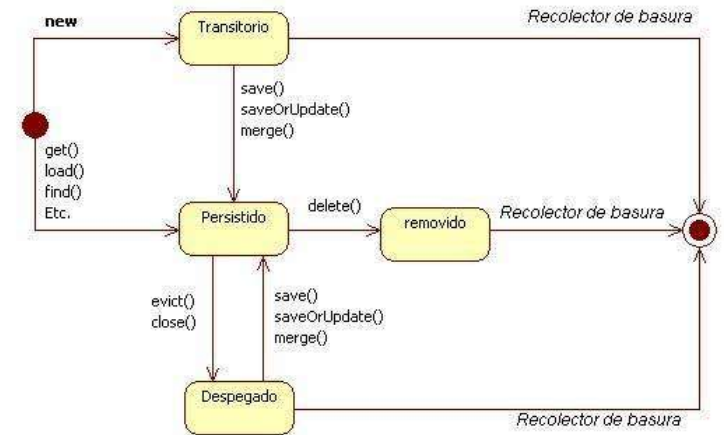 new
Transitorio
Recolector de basura
save()
saveOrUpdate()
merge()
get()
load()
find()
Etc.
Persistido
delete()
removido
Recolector de basura
evict()
close()
save()
saveOrUpdate()
merge()
Despegado
Recolector de basura